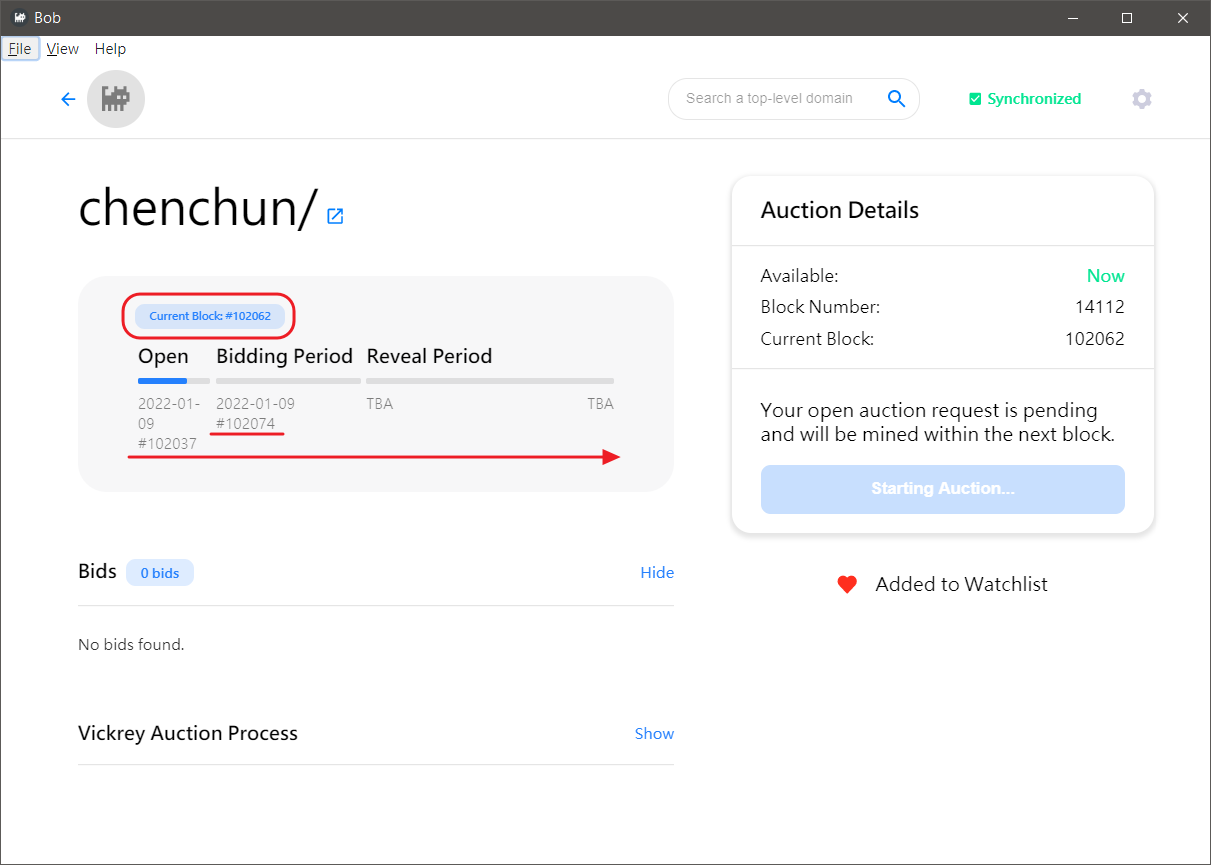 Bob
File View Help
Search a top-level domain
Synchronized
chenchun/
Current Block: #102062
Open Bidding Period Reveal Period
2022-01-
09
#102037
2022-01-09
#102074
TBA TBA
Bids 0 bids Hide
No bids found.
Vickrey Auction Process Show
Auction Details
Available: Now
Block Number: 14112
Current Block: 102062
Your open auction request is pending
and will be mined within the next block.
Starting Auction...
Added to Watchlist